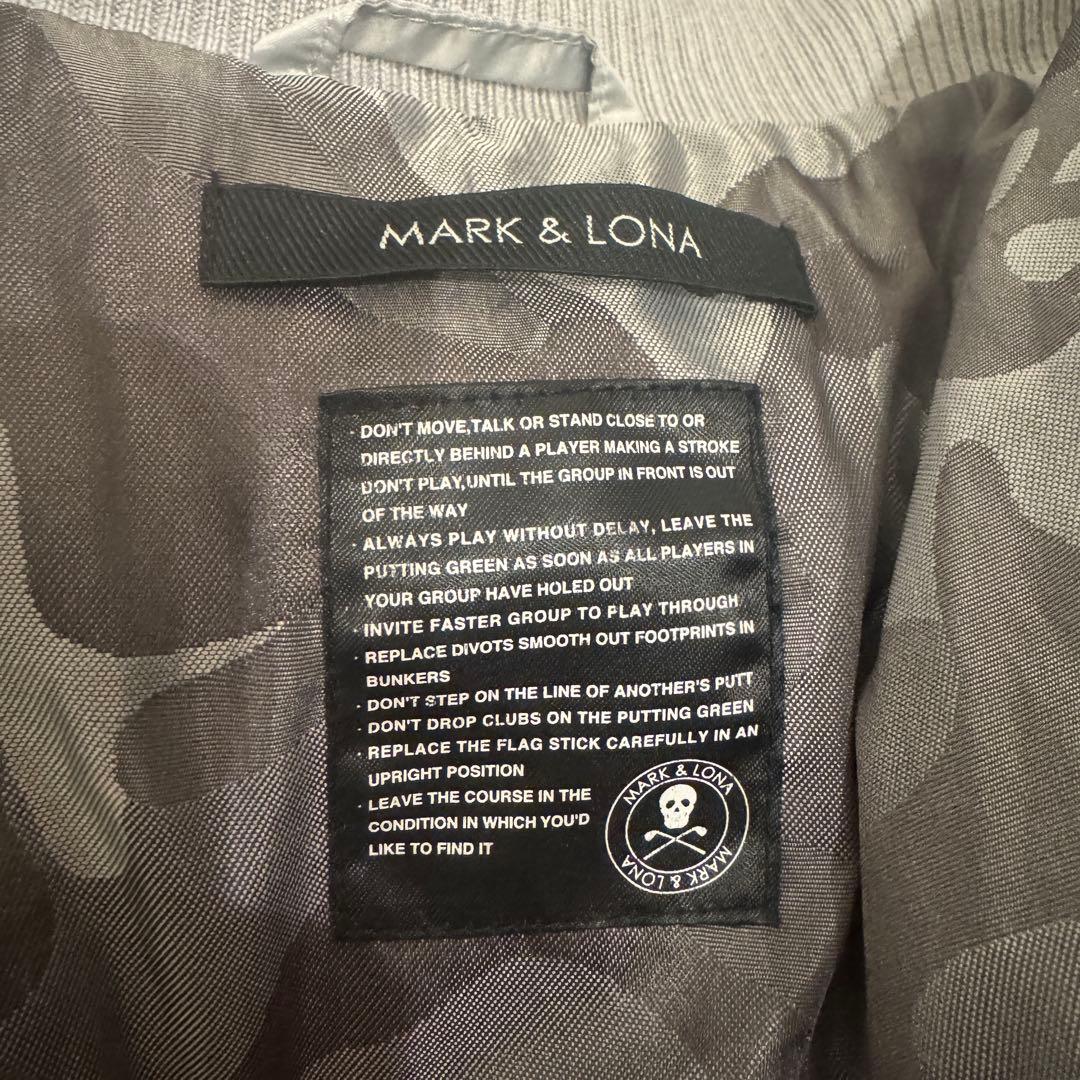 MARK & LONA
· DON'T MOVE,TALK OR STAND CLOSE TO OR
DIRECTLY BEHIND A PLAYER MAKING A STROKE
DON'T PLAY,UNTIL THE GROUP IN FRONT IS OUT
OF THE WAY
· ALWAYS PLAY WITHOUT DELAY, LEAVE THE
PUTTING GREEN AS SOON AS ALL PLAYERS IN
YOUR GROUP HAVE HOLED OUT
· INVITE FASTER GROUP TO PLAY THROUGH
· REPLACE DIVOTS SMOOTH OUT FOOTPRINTS IN
BUNKERS
· DON'T STEP ON THE LINE OF ANOTHER'S PUTT
· DON'T DROP CLUBS ON THE PUTTING GREEN
· REPLACE THE FLAG STICK CAREFULLY IN AN
UPRIGHT POSITION
· LEAVE THE COURSE IN THE
CONDITION IN WHICH YOU'D
LIKE TO FIND IT
MARK & LONA
MARK & LONA